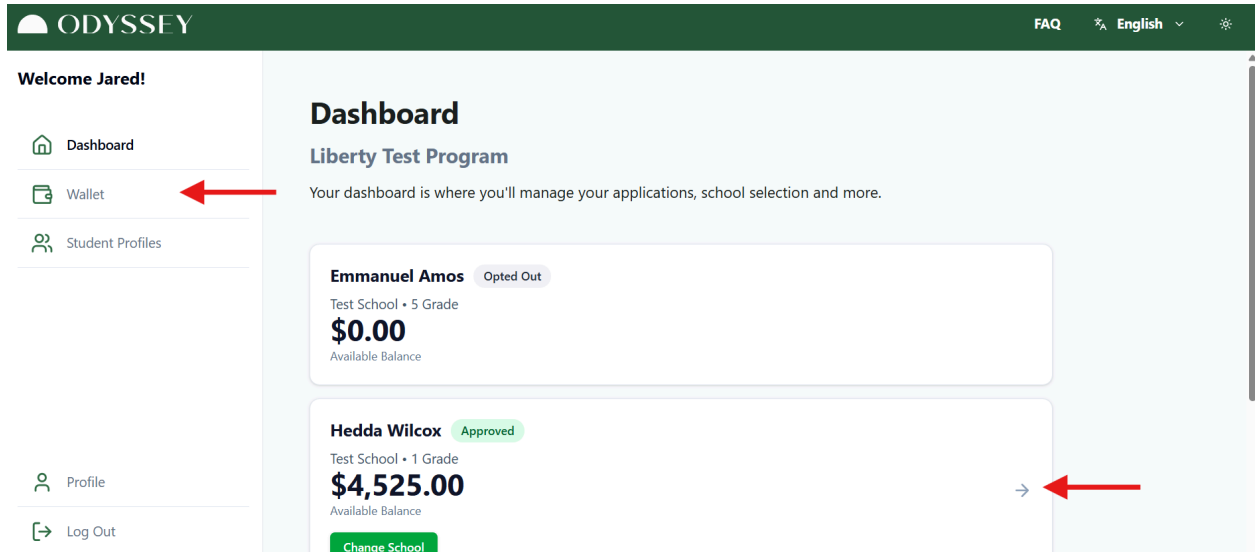 ODYSSEY
FAQ
English
Welcome Jared!
Dashboard
Wallet
Student Profiles
Profile
Log Out
Dashboard
Liberty Test Program
Your dashboard is where you'll manage your applications, school selection and more.
Emmanuel Amos Opted Out
Test School • 5 Grade
$0.00
Available Balance
Hedda Wilcox Approved
Test School • 1 Grade
$4,525.00
Available Balance
Change School